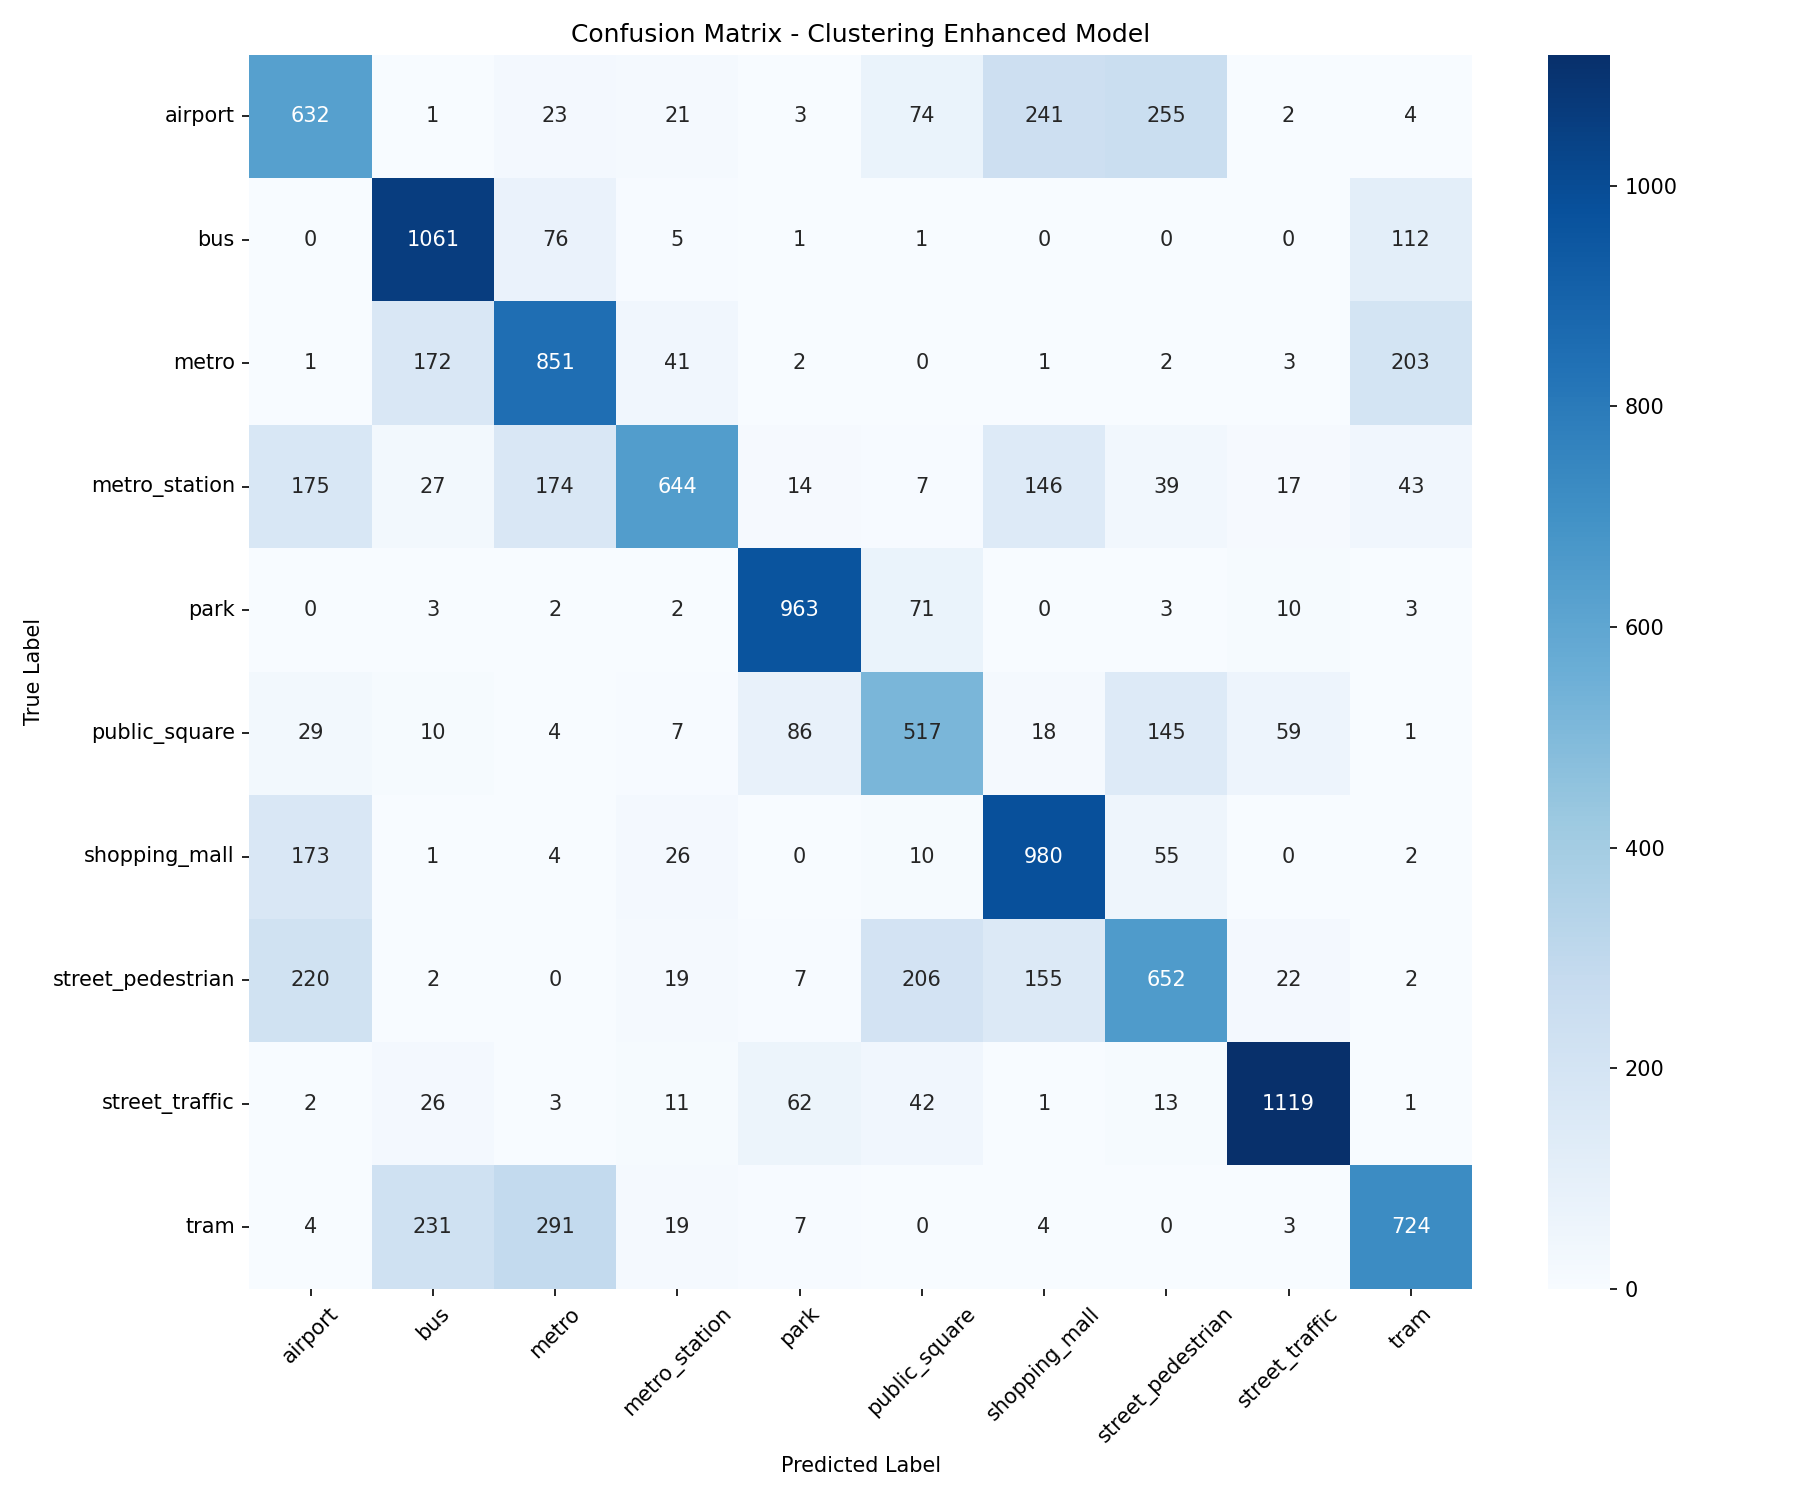 Confusion Matrix - Clustering Enhanced Model
airport 632 1 23 21 3 74 241 255 2 4
bus 0 1061 76 5 1 1 0 0 0 112
metro 1 172 851 41 2 0 1 2 3 203
metro_station 175 27 174 644 14 7 146 39 17 43
park 0 3 2 2 963 71 0 3 10 3
public_square 29 10 4 7 86 517 18 145 59 1
shopping_mall 173 1 4 26 0 10 980 55 0 2
street_pedestrian 220 2 0 19 7 206 155 652 22 2
street_traffic 2 26 3 11 62 42 1 13 1119 1
tram 4 231 291 19 7 0 4 0 3 724
True Label
airport bus metro metro_station park public_square shopping_mall street_pedestrian street_traffic tram
Predicted Label
1000
800
600
400
200
0